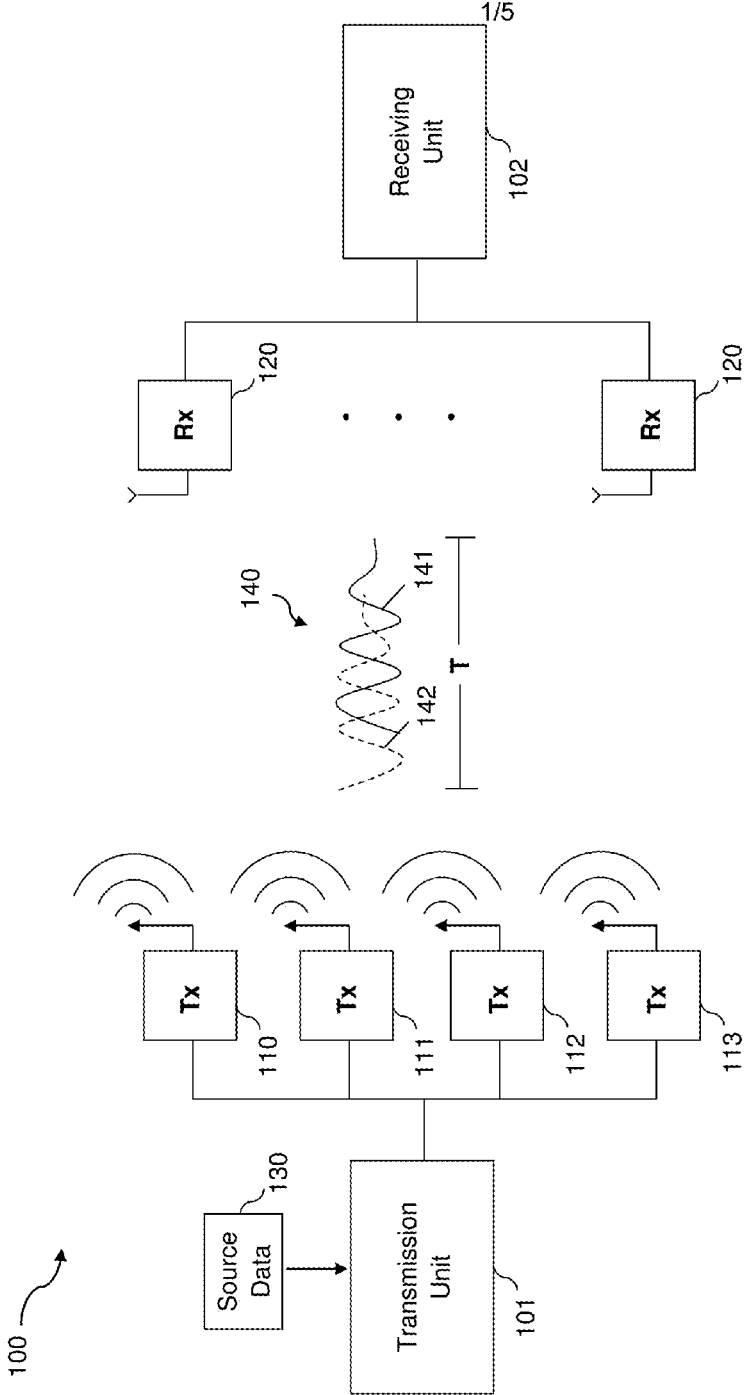 1/5
100
Source
Data
130
Transmission
Unit
101
Tx
110
Tx
111
Tx
112
Tx
113
140
141
142
T
Rx
120
Rx
120
Receiving
Unit
102